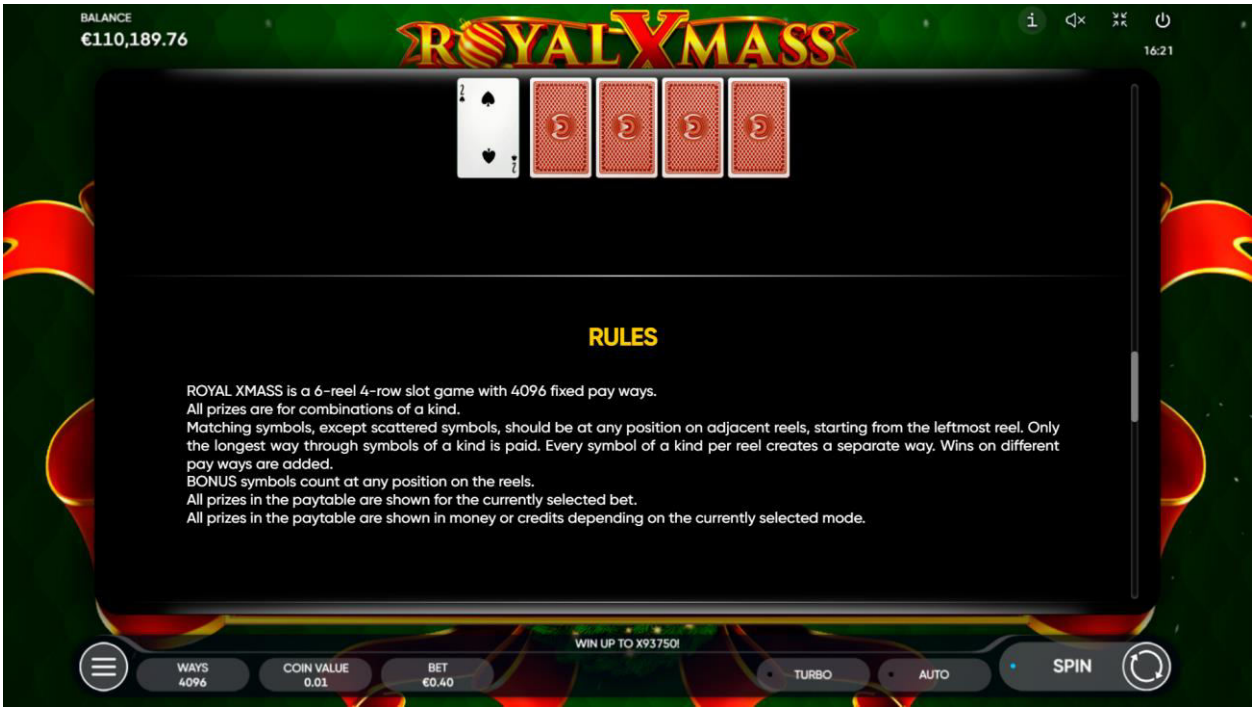 BALANCE
€110,189.76
ROYAL XMASS
i
16:21
2
2
RULES
ROYAL XMASS is a 6-reel 4-row slot game with 4096 fixed pay ways.
All prizes are for combinations of a kind.
Matching symbols, except scattered symbols, should be at any position on adjacent reels, starting from the leftmost reel. Only
the longest way through symbols of a kind is paid. Every symbol of a kind per reel creates a separate way. Wins on different
pay ways are added.
BONUS symbols count at any position on the reels.
All prizes in the paytable are shown for the currently selected bet.
All prizes in the paytable are shown in money or credits depending on the currently selected mode.
WIN UP TO X93750!
WAYS
4096
COIN VALUE
0.01
BET
€0.40
TURBO
AUTO
SPIN